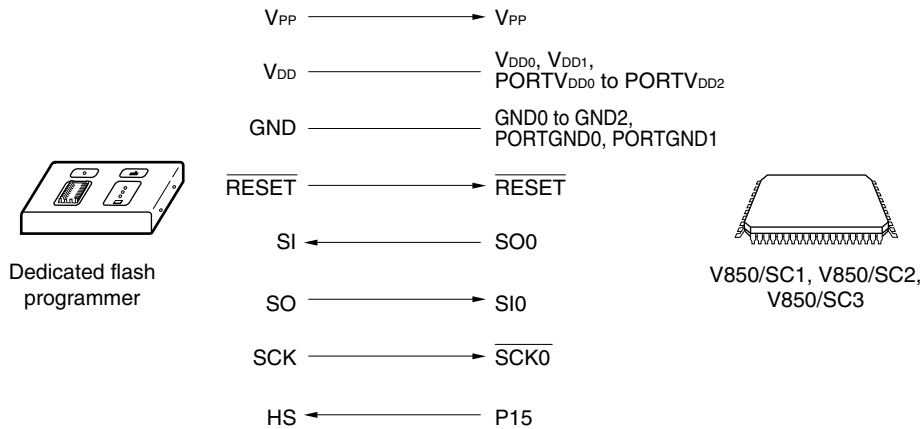 VPP VPP
VDD VDD0, VDD1,
PORTVDD0 to PORTVDD2
GND GND0 to GND2,
PORTGND0, PORTGND1
RESET RESET
SI SO0
Dedicated flash
programmer
V850/SC1, V850/SC2,
V850/SC3
SO SI0
SCK SCK0
HS P15